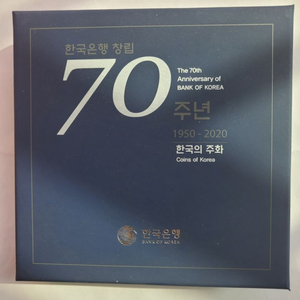 한국은행 창립
70
주년
The 70th
Anniversary of
BANK OF KOREA
1950 - 2020
한국의 주화
Coins of Korea
한국은행
BANK OF KOREA